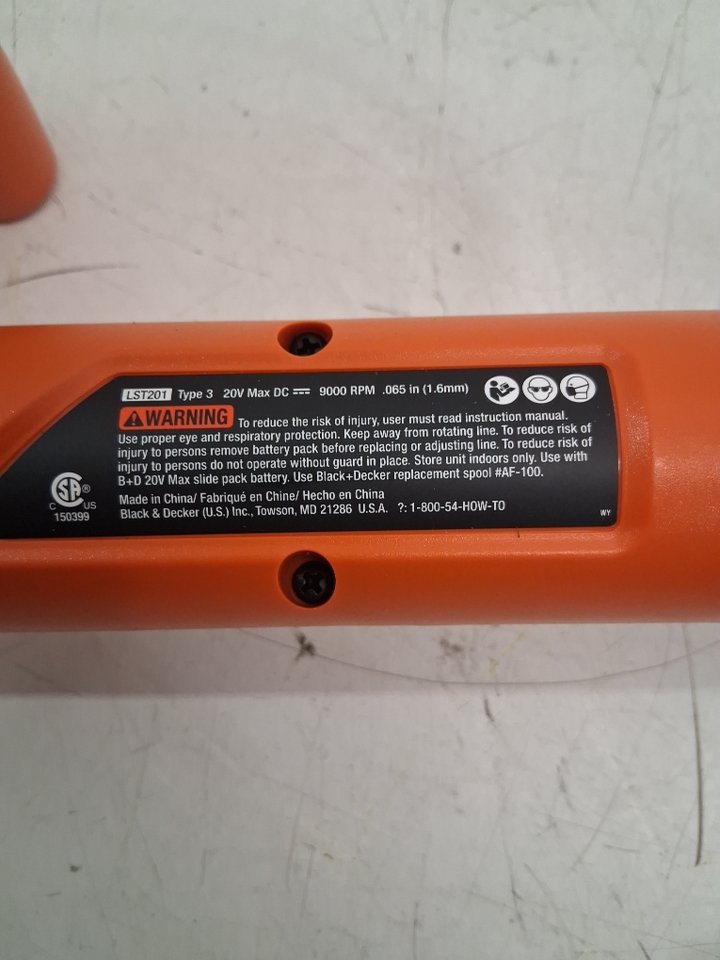 LST201 Type 3 20V Max DC 9000 RPM .065 in (1.6mm)
WARNING To reduce the risk of injury, user must read instruction manual.
Use proper eye and respiratory protection. Keep away from rotating line. To reduce risk of
injury to persons remove battery pack before replacing or adjusting line. To reduce risk of
injury to persons do not operate without guard in place. Store unit indoors only. Use with
B+D 20V Max slide pack battery. Use Black+Decker replacement spool #AF-100.
Made in China/ Fabriqué en Chine/ Hecho en China
Black & Decker (U.S.) Inc., Towson, MD 21286 U.S.A. ?: 1-800-54-HOW-TO
WY
SA ®
C US
150399